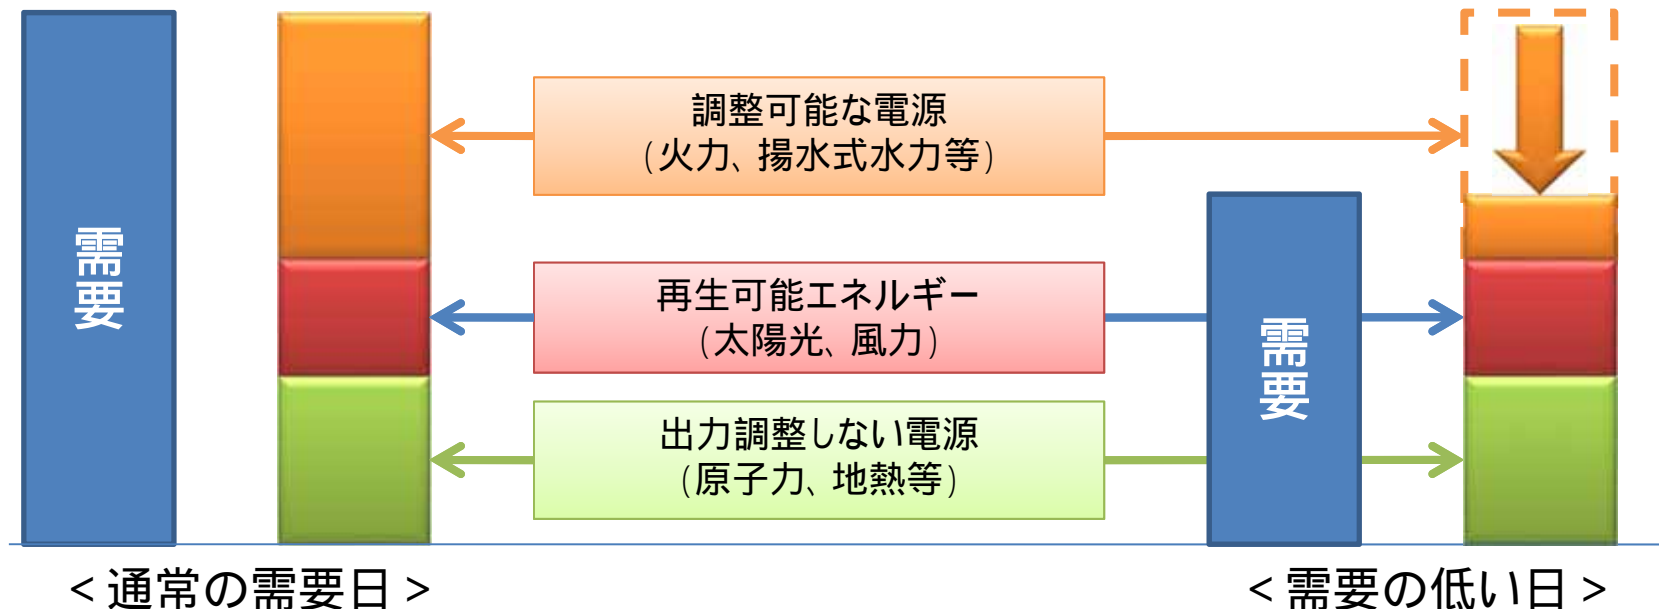 需要
調整可能な電源
(火力、揚水式水力等)
再生可能エネルギー
(太陽光、風力)
出力調整しない電源
(原子力、地熱等)
需要
<通常の需要日>
<需要の低い日>